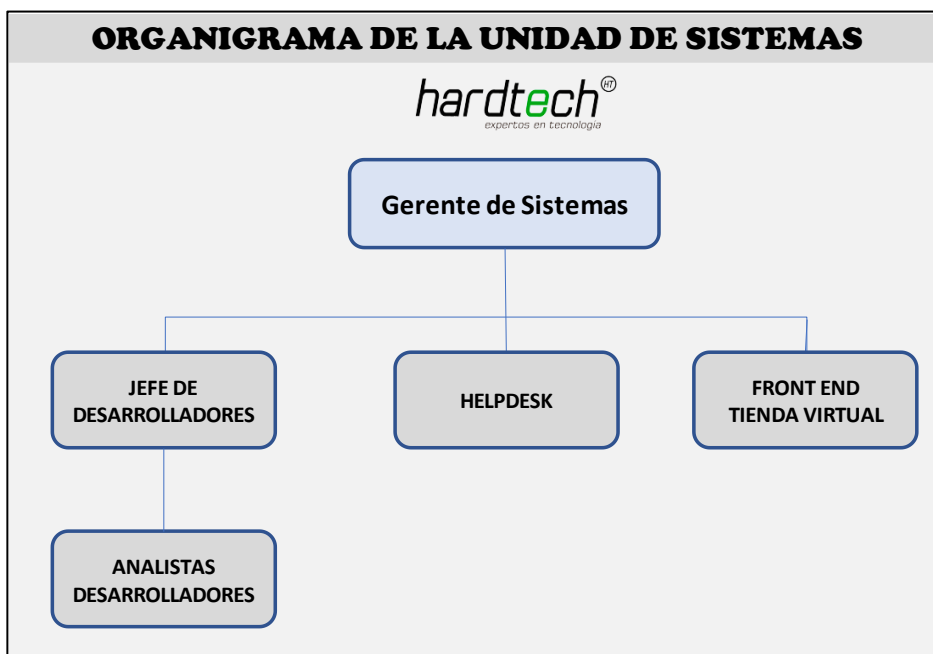 ORGANIGRAMA DE LA UNIDAD DE SISTEMAS
hardtech HT
expertos en tecnología
Gerente de Sistemas
JEFE DE
DESARROLLADORES
HELPDESK
FRONT END
TIENDA VIRTUAL
ANALISTAS
DESARROLLADORES